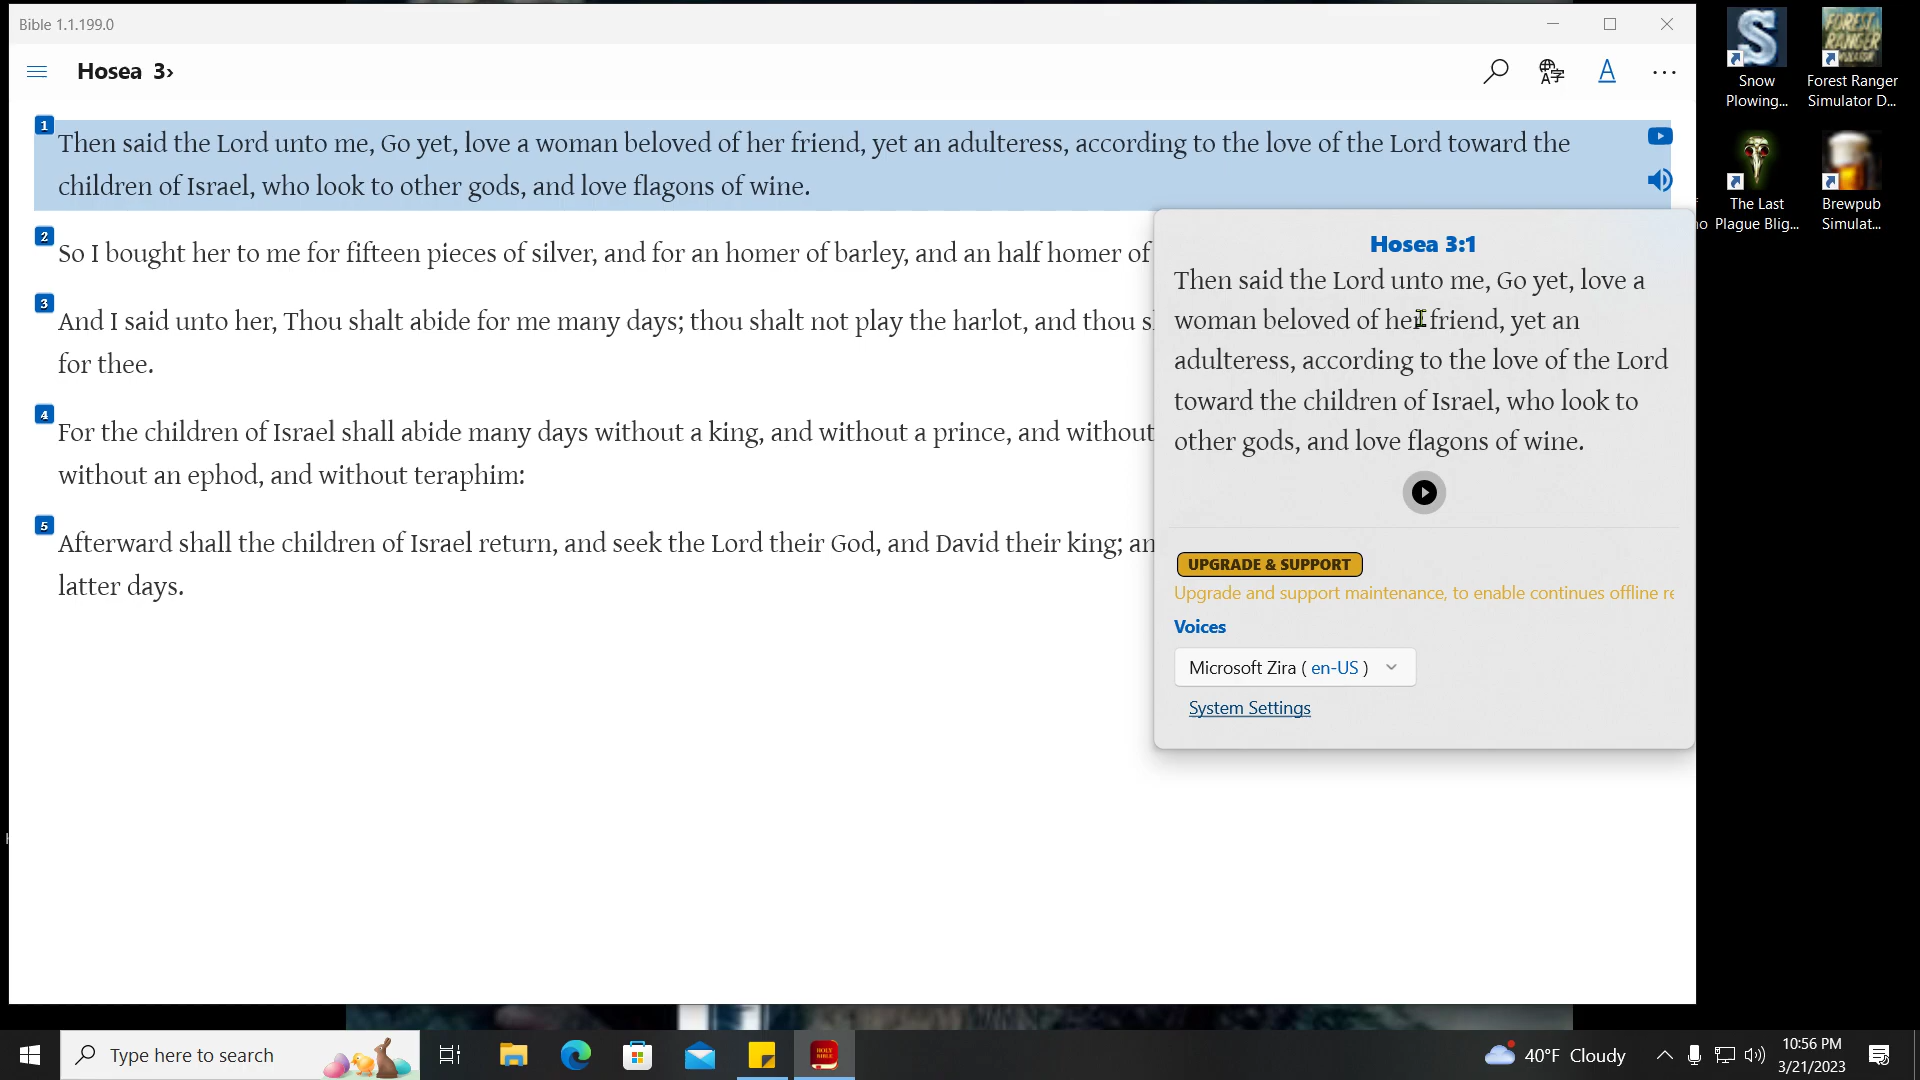 Bible 1.1.199.0
Hosea 3›
1
Then said the Lord unto me, Go yet, love a woman beloved of her friend, yet an adulteress, according to the love of the Lord toward the
children of Israel, who look to other gods, and love flagons of wine.
2
So I bought her to me for fifteen pieces of silver, and for an homer of barley, and an half homer of
3
And I said unto her, Thou shalt abide for me many days; thou shalt not play the harlot, and thou s
for thee.
4
For the children of Israel shall abide many days without a king, and without a prince, and without
without an ephod, and without teraphim:
5
Afterward shall the children of Israel return, and seek the Lord their God, and David their king; an
latter days.
Hosea 3:1
Then said the Lord unto me, Go yet, love a
woman beloved of her friend, yet an
adulteress, according to the love of the Lord
toward the children of Israel, who look to
other gods, and love flagons of wine.
UPGRADE & SUPPORT
Upgrade and support maintenance, to enable continues offline re
Voices
Microsoft Zira ( en-US )
System Settings
Snow
Plowing...
Forest Ranger
Simulator D...
The Last
Plague Blig...
Brewpub
Simulat...
Type here to search
HOLY
BIBLE
40°F Cloudy
10:56 PM
3/21/2023